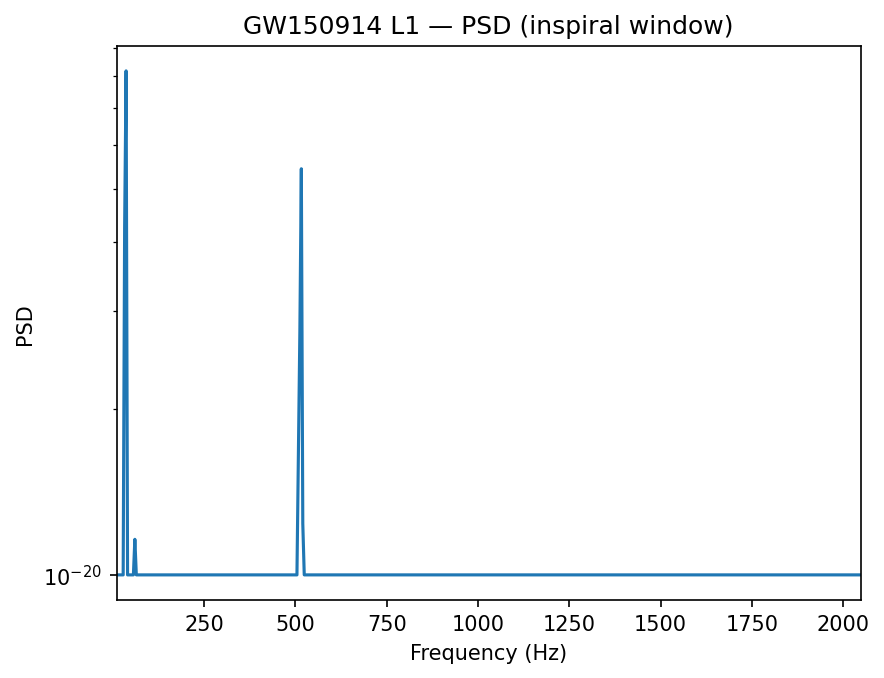 GW150914 L1 — PSD (inspiral window)
PSD
10⁻²⁰
250 500 750 1000 1250 1500 1750 2000
Frequency (Hz)